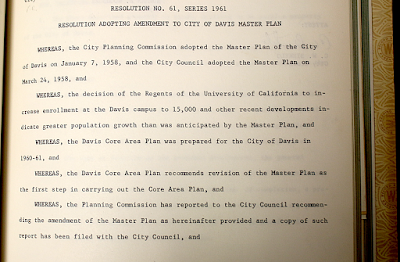 RESOLUTION NO. 61, SERIES 1961
RESOLUTION ADOPTING AMENDMENT TO CITY OF DAVIS MASTER PLAN
WHEREAS, the City Planning Commission adopted the Master Plan of the City
of Davis on January 7, 1958, and the City Council adopted the Master Plan on
March 24, 1958, and
WHEREAS, the decision of the Regents of the University of California to in-
crease enrollment at the Davis campus to 15,000 and other recent developments in-
dicate greater population growth than was anticipated by the Master Plan, and
WHEREAS, the Davis Core Area Plan was prepared for the City of Davis in
1960-61, and
WHEREAS, the Davis Core Area Plan recommends revision of the Master Plan as
the first step in carrying out the Core Area Plan, and
WHEREAS, the Planning Commission has reported to the City Council recommen-
ding the amendment of the Master Plan as hereinafter provided and a copy of such
report has been filed with the City Council, and